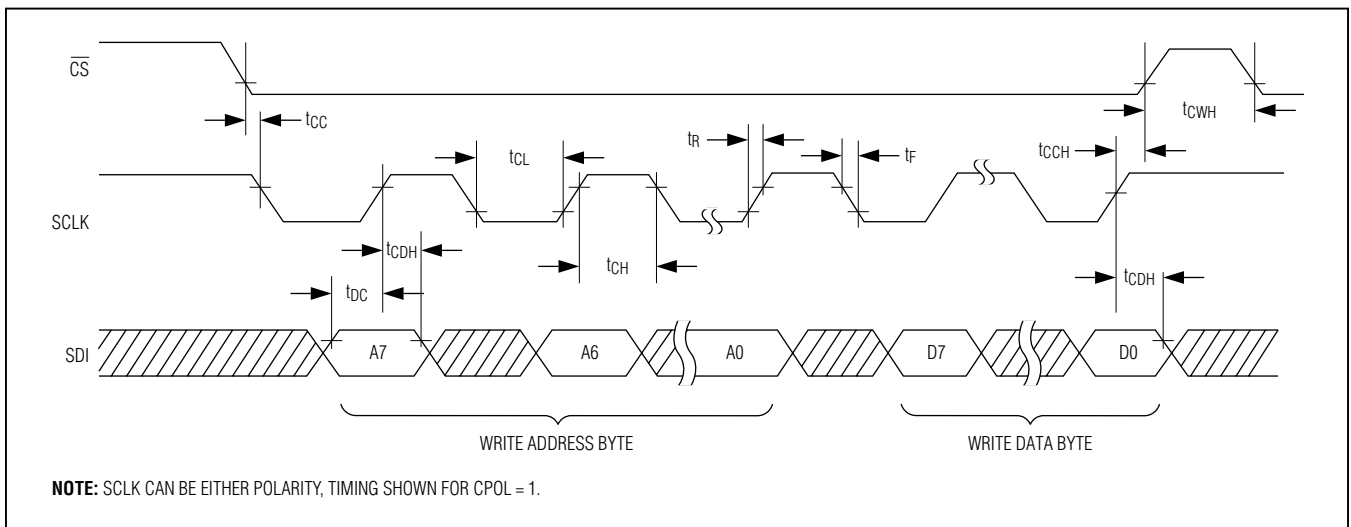 CS
tCC
tCWH
tCCH
tCL
tR
tF
SCLK
tCDH
tCH
tDC
tCDH
SDI
A7
A6
A0
D7
D0
WRITE ADDRESS BYTE
WRITE DATA BYTE
NOTE: SCLK CAN BE EITHER POLARITY, TIMING SHOWN FOR CPOL = 1.